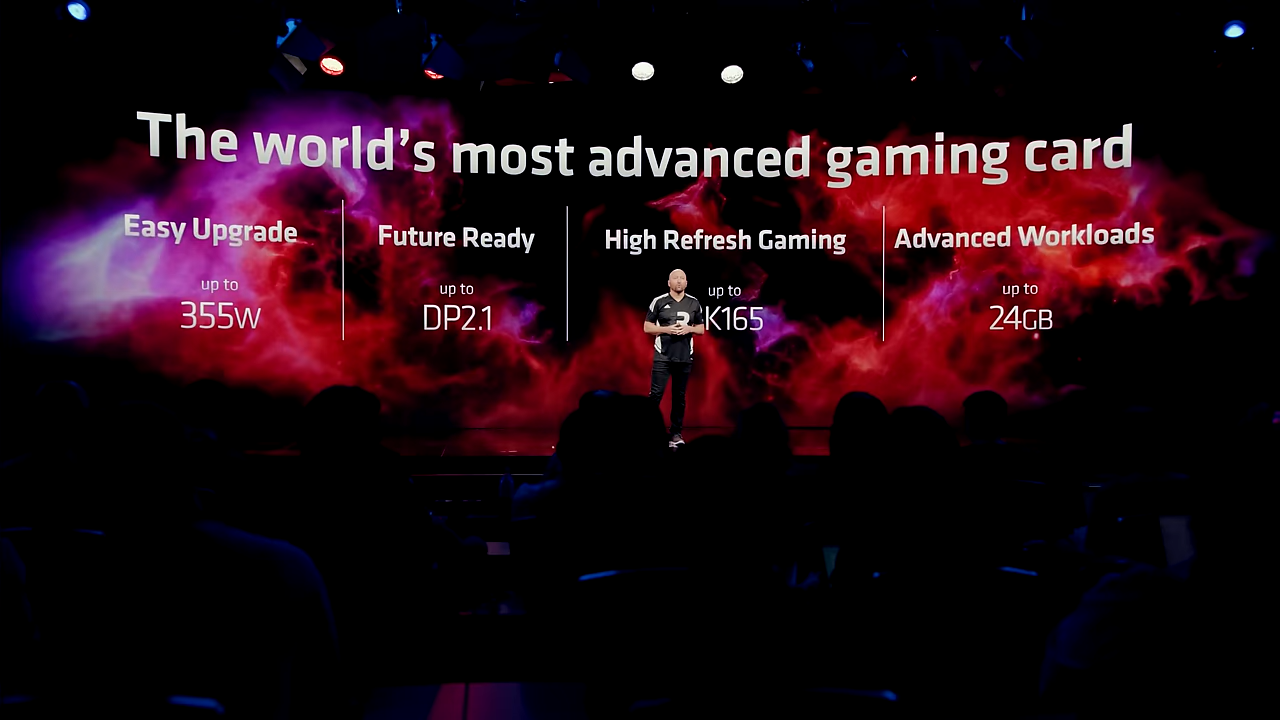 The world's most advanced gaming card
Easy Upgrade
up to
355W
Future Ready
up to
DP2.1
High Refresh Gaming
up to
K165
Advanced Workloads
up to
24GB